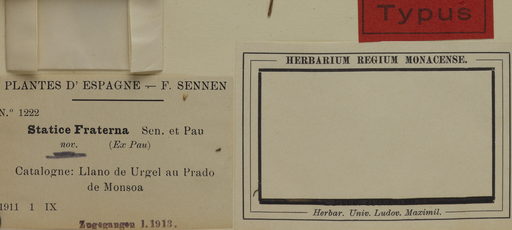 Typus
PLANTES D' ESPAGNE — F. SENNEN
N.º 1222
Statice Fraterna Sen. et Pau
nov. (Ex Pau)
Catalogne: Llano de Urgel au Prado
de Monsoa
1911 1 IX
Zugegangen 1.1913.
HERBARIUM REGIUM MONACENSE.
Herbar. Univ. Ludov. Maximil.